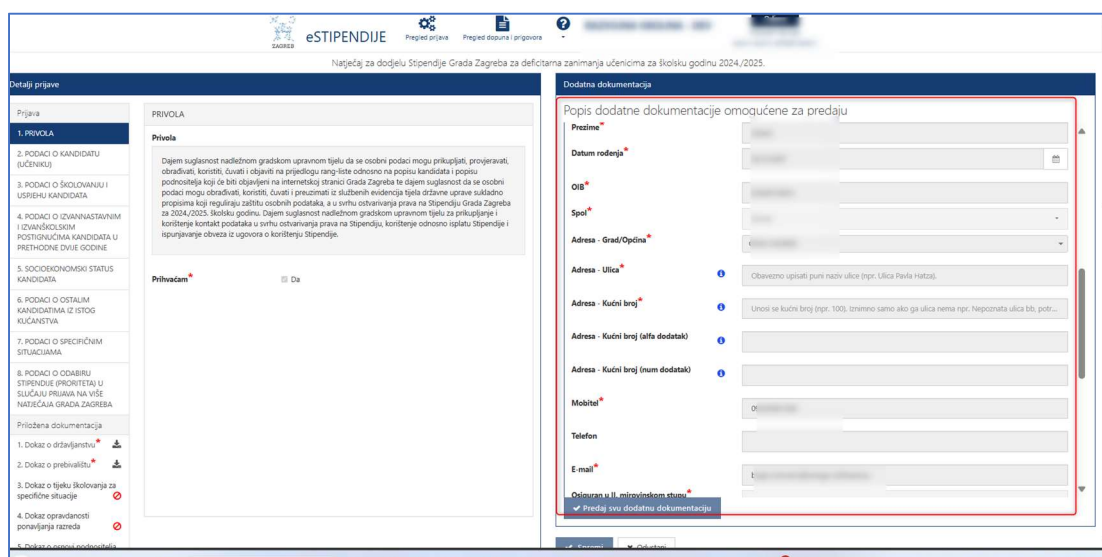 ZAGREB
eSTIPENDIJE
Pregled prijava
Pregled dopuna i prigovora
Natječaj za dodjelu Stipendije Grada Zagreba za deficitarna zanimanja učenicima za školsku godinu 2024./2025.
Detalji prijave
Prijava
1. PRIVOLA
2. PODACI O KANDIDATU
(UČENIKU)
3. PODACI O ŠKOLOVANJU I
USPJEHU KANDIDATA
4. PODACI O IZVANNASTAVNIM
I IZVANŠKOLSKIM
POSTIGNUĆIMA KANDIDATA U
PRETHODNE DVIJE GODINE
5. SOCIOEKONOMSKI STATUS
KANDIDATA
6. PODACI O OSTALIM
KANDIDATIMA IZ ISTOG
KUĆANSTVA
7. PODACI O SPECIFIČNIM
SITUACIJAMA
8. PODACI O ODABIRU
STIPENDIJE (PRIORITETA) U
SLUČAJU PRIJAVA NA VIŠE
NATJEČAJA GRADA ZAGREBA
Priložena dokumentacija
1. Dokaz o državljanstvu*
2. Dokaz o prebivalištu*
3. Dokaz o tijeku školovanja za
specifične situacije
4. Dokaz opravdanosti
ponavljanja razreda
5. Dokaz o osnovi podnositelja
PRIVOLA
Privola
Dajem suglasnost nadležnom gradskom upravnom tijelu da se osobni podaci mogu prikupljati, provjeravati,
obrađivati, koristiti, čuvati i objaviti na prijedlogu rang-liste odnosno na popisu kandidata i popisu
podnositelja koji će biti objavljeni na internetskoj stranici Grada Zagreba te dajem suglasnost da se osobni
podaci mogu obrađivati, koristiti, čuvati i preuzimati iz službenih evidencija tijela državne uprave sukladno
propisima koji reguliraju zaštitu osobnih podataka, a u svrhu ostvarivanja prava na Stipendiju Grada Zagreba
za 2024./2025. školsku godinu. Dajem suglasnost nadležnom gradskom upravnom tijelu za prikupljanje i
korištenje kontakt podataka u svrhu ostvarivanja prava na Stipendiju, korištenje odnosno isplatu Stipendije i
ispunjavanje obveza iz ugovora o korištenju Stipendije.
Prihvaćam* Da
Dodatna dokumentacija
Popis dodatne dokumentacije omogućene za predaju
Prezime*
Datum rođenja*
OIB*
Spol*
Adresa - Grad/Općina*
Adresa - Ulica* Obavezno upisati puni naziv ulice (npr. Ulica Pavla Hatza).
Adresa - Kućni broj* Unosi se kućni broj (npr. 100). Iznimno samo ako ga ulica nema npr. Nepoznata ulica bb, potr...
Adresa - Kućni broj (alfa dodatak)
Adresa - Kućni broj (num dodatak)
Mobitel*
Telefon
E-mail*
Osiguran u II. mirovinskom stupu*
Predaj svu dodatnu dokumentaciju
Spremi
Odustani